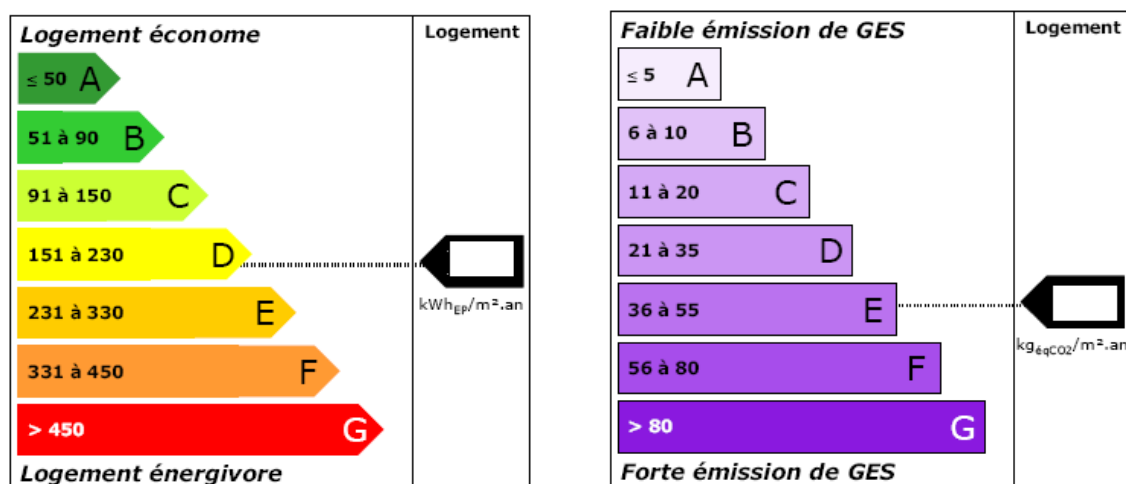 Logement économe
Logement
≤ 50 A
51 à 90 B
91 à 150 C
151 à 230 D
231 à 330 E
331 à 450 F
> 450 G
kWhEP/m².an
Logement énergivore
Faible émission de GES
Logement
≤ 5 A
6 à 10 B
11 à 20 C
21 à 35 D
36 à 55 E
56 à 80 F
> 80 G
kgéqCO2/m².an
Forte émission de GES